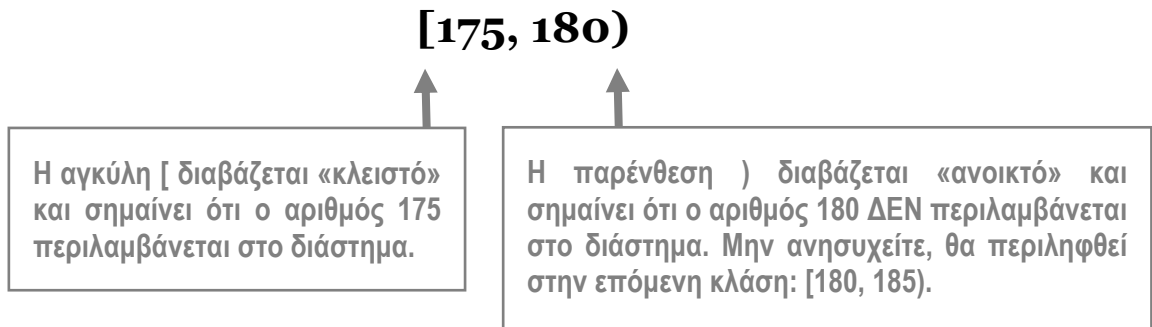 [175, 180)
Η αγκύλη [ διαβάζεται «κλειστό»
και σημαίνει ότι ο αριθμός 175
περιλαμβάνεται στο διάστημα.
Η παρένθεση ) διαβάζεται «ανοικτό» και
σημαίνει ότι ο αριθμός 180 ΔΕΝ περιλαμβάνεται
στο διάστημα. Μην ανησυχείτε, θα περιληφθεί
στην επόμενη κλάση: [180, 185).